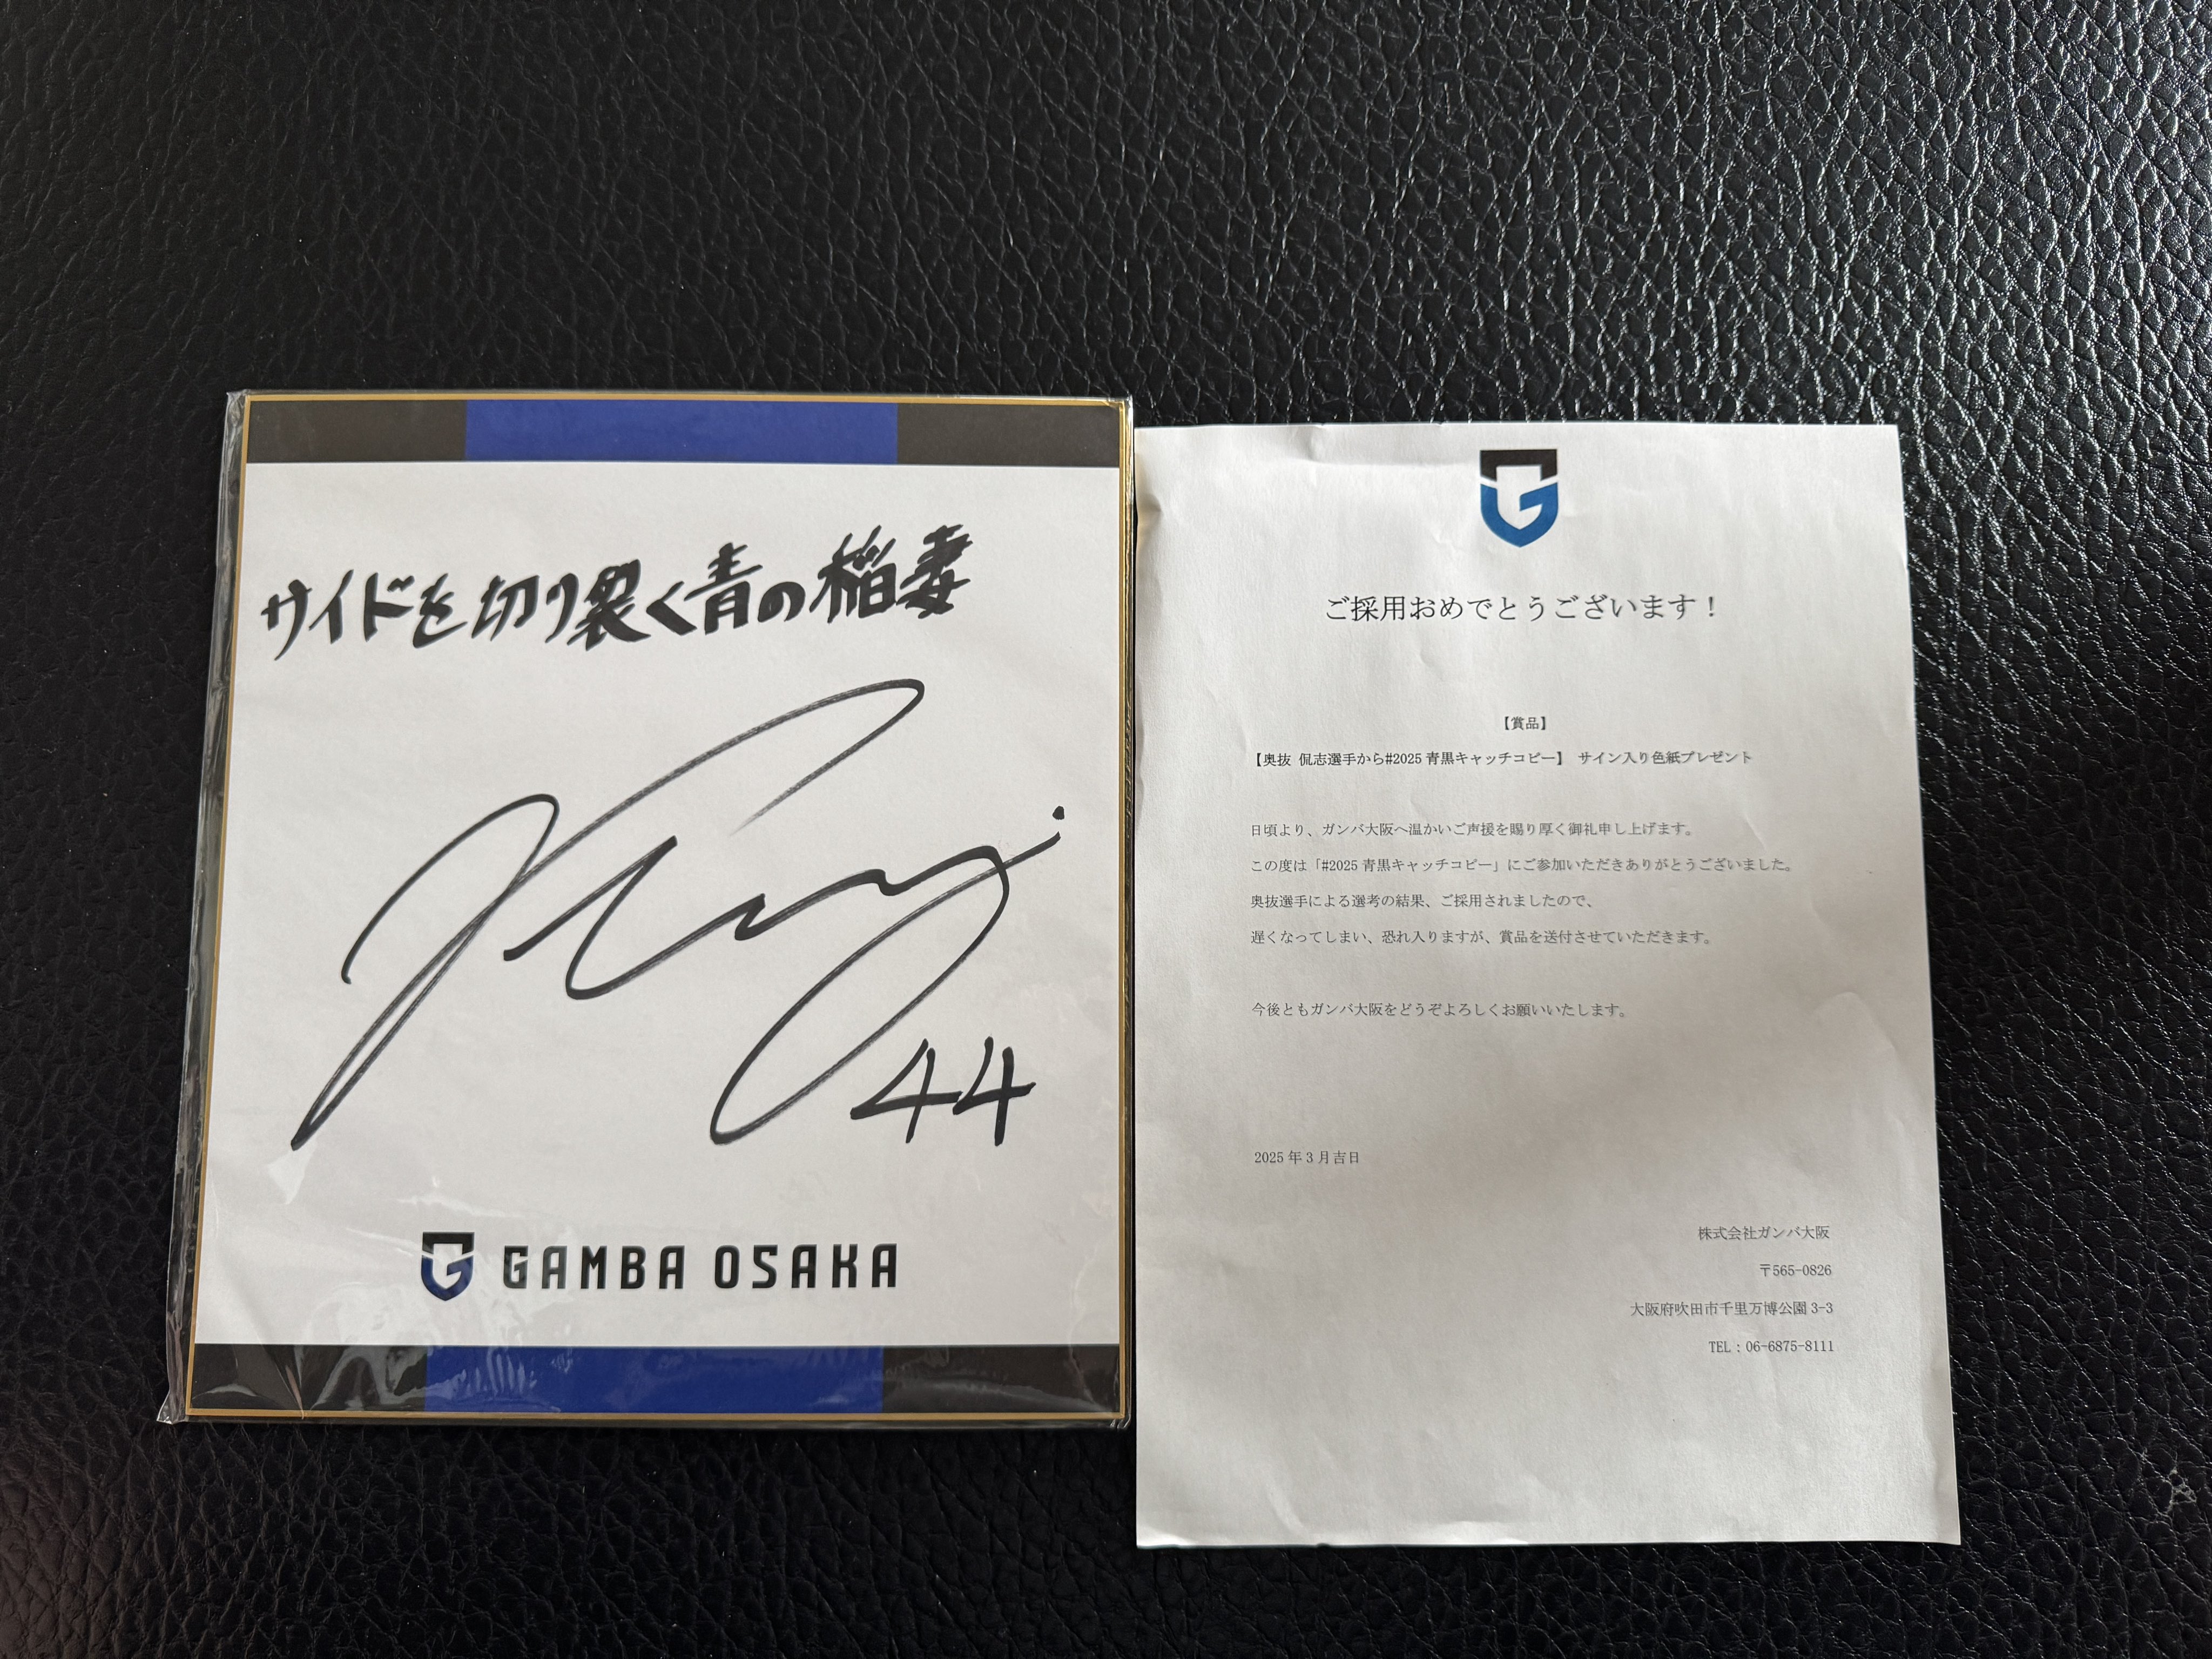 サイドを切り裂く青の稲妻
44
GAMBA OSAKA
ご採用おめでとうございます！
【賞品】
【奥抜 侃志選手から#2025青黒キャッチコピー】 サイン入り色紙プレゼント
日頃より、ガンバ大阪へ温かいご声援を賜り厚く御礼申し上げます。
この度は「#2025青黒キャッチコピー」にご参加いただきありがとうございました。
奥抜選手による選考の結果、ご採用されましたので、
遅くなってしまい、恐れ入りますが、賞品を送付させていただきます。
今後ともガンバ大阪をどうぞよろしくお願いいたします。
2025年3月吉日
株式会社ガンバ大阪
〒565-0826
大阪府吹田市千里万博公園3-3
TEL：06-6875-8111